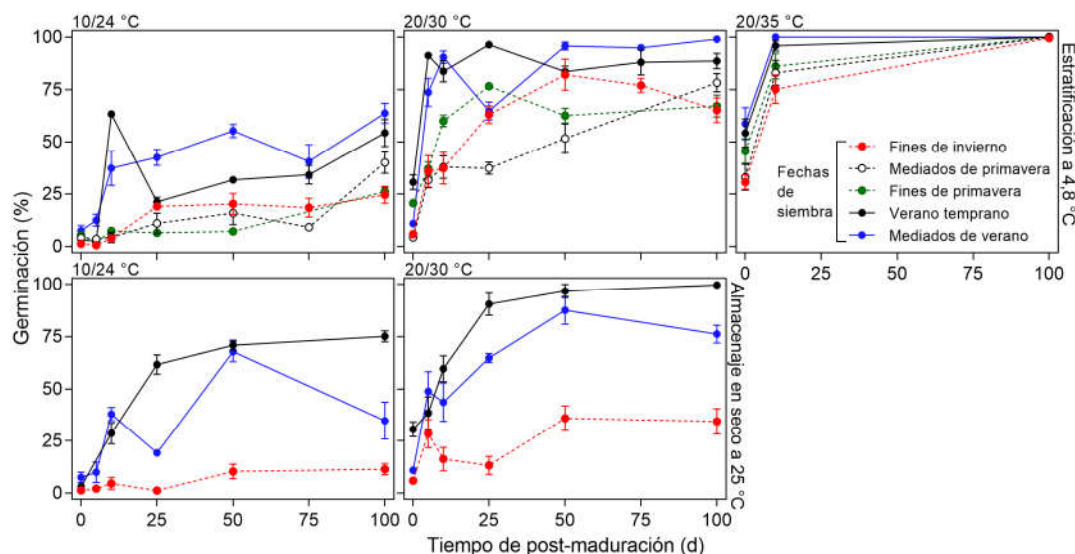 10/24 °C
20/30 °C
20/35 °C
100
75
50
25
0
Germinación (%)
Estratificación a 4,8 °C
0 25 50 75 100
Fechas
de
siembra
Fines de invierno
Mediados de primavera
Fines de primavera
Verano temprano
Mediados de verano
10/24 °C
20/30 °C
100
75
50
25
0
Almacenaje en seco a 25 °C
0 25 50 75 100
0 25 50 75 100
Tiempo de post-maduración (d)